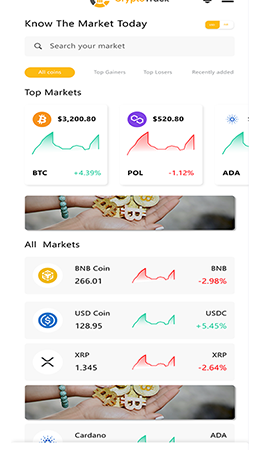 Know The Market Today
Search your market
All coins
Top Gainers
Top Losers
Recently added
Top Markets
$3,200.80
$520.80
BTC
+4.39%
POL
-1.12%
ADA
All Markets
BNB Coin
BNB
266.01
-2.98%
USD Coin
USDC
128.95
+5.45%
XRP
XRP
1.345
-2.64%
Cardano
ADA